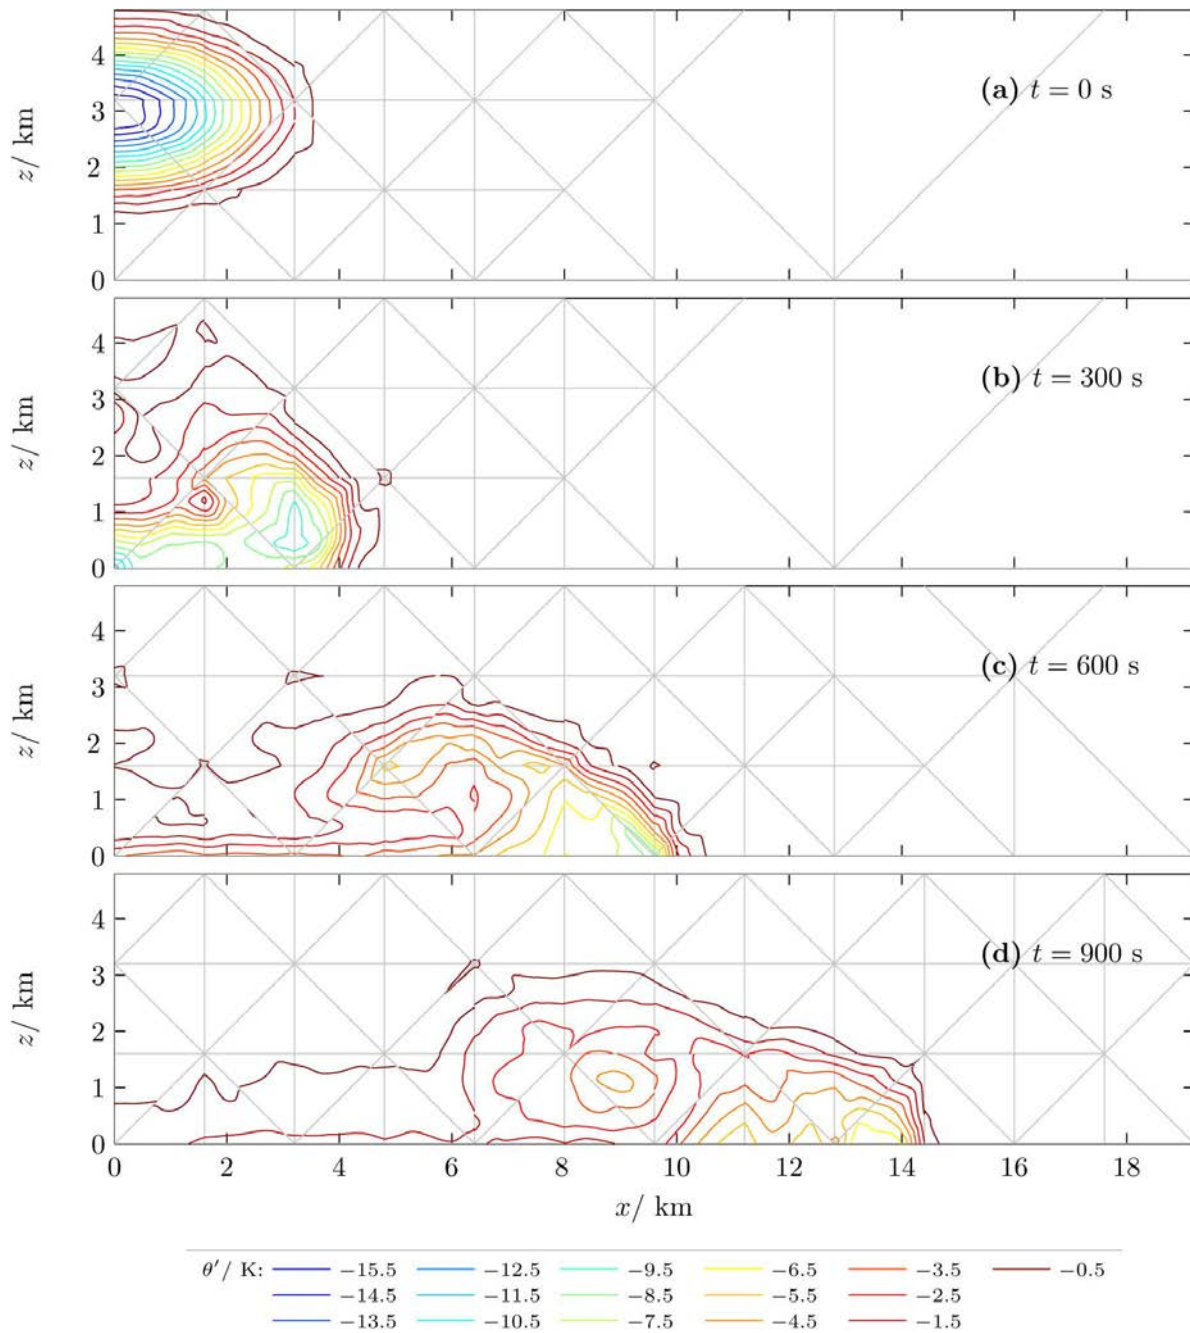 4
3
2
1
0
z/ km
(a) t = 0 s
0
2
4
4
3
2
1
0
z/ km
(b) t = 300 s
4
3
2
1
0
z/ km
(c) t = 600 s
4
3
2
1
0
z/ km
(d) t = 900 s
0 2 4 6 8 10 12 14 16 18
x/ km
θ′/ K: −15.5 −12.5 −9.5 −6.5 −3.5 −0.5
−14.5 −11.5 −8.5 −5.5 −2.5
−13.5 −10.5 −7.5 −4.5 −1.5